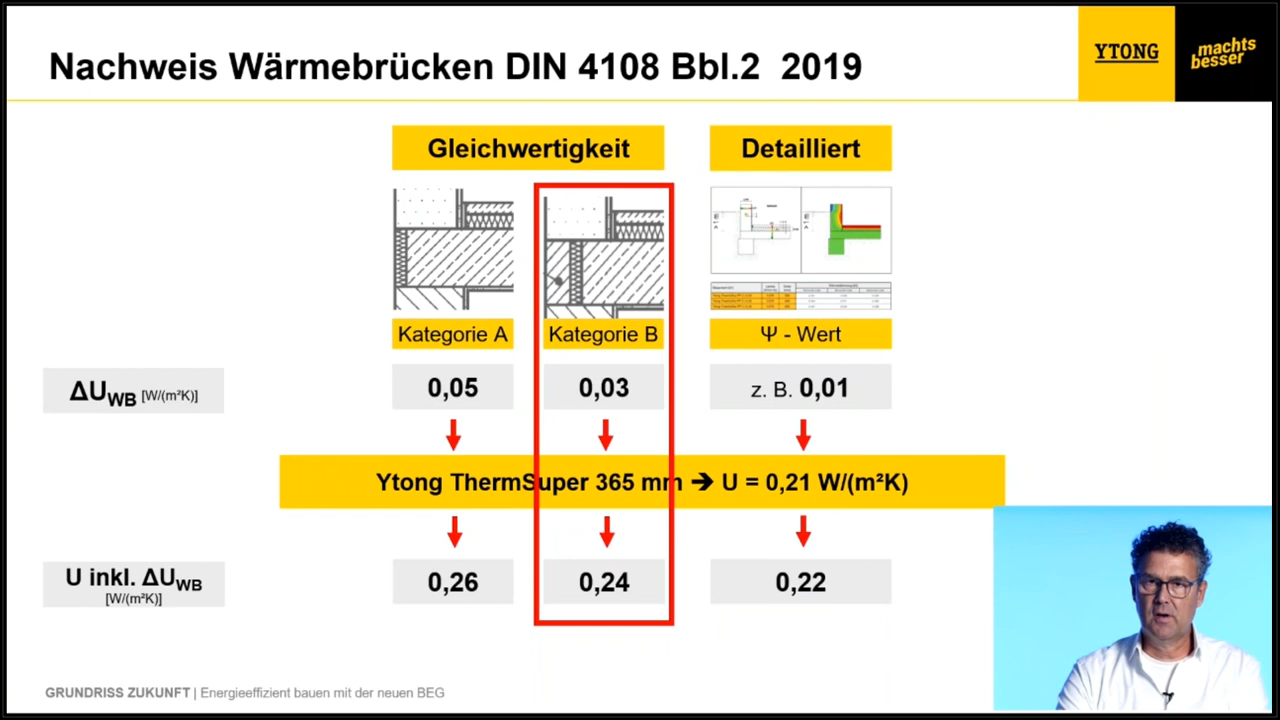 Nachweis Wärmebrücken DIN 4108 Bbl.2 2019
YTONG
machts
besser
Gleichwertigkeit
Detailliert
Kategorie A
Kategorie B
Ψ - Wert
ΔUWB [W/(m²K)]
0,05
0,03
z. B. 0,01
Ytong ThermSuper 365 mm ➔ U = 0,21 W/(m²K)
U inkl. ΔUWB
[W/(m²K)]
0,26
0,24
0,22
GRUNDRISS ZUKUNFT | Energieeffizient bauen mit der neuen BEG